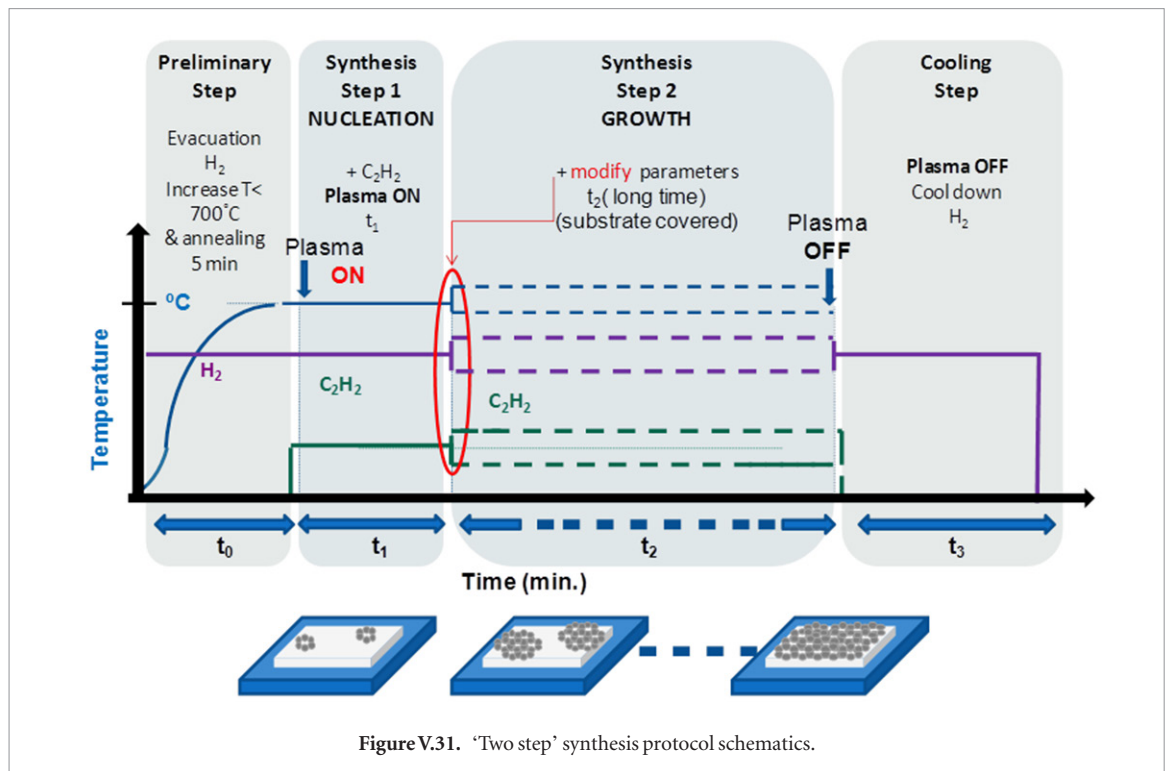 Preliminary
Step
Evacuation
H₂
Increase T<
700°C
& annealing
5 min
Synthesis
Step 1
NUCLEATION
+ C₂H₂
Plasma ON
t₁
Synthesis
Step 2
GROWTH
+ modify parameters
t₂( long time)
(substrate covered)
Cooling
Step
Plasma OFF
Cool down
H₂
Plasma
ON
Plasma
OFF
ºC
H₂
C₂H₂
C₂H₂
Temperature
t₀
t₁
t₂
t₃
Time (min.)
Figure V.31. ‘Two step’ synthesis protocol schematics.